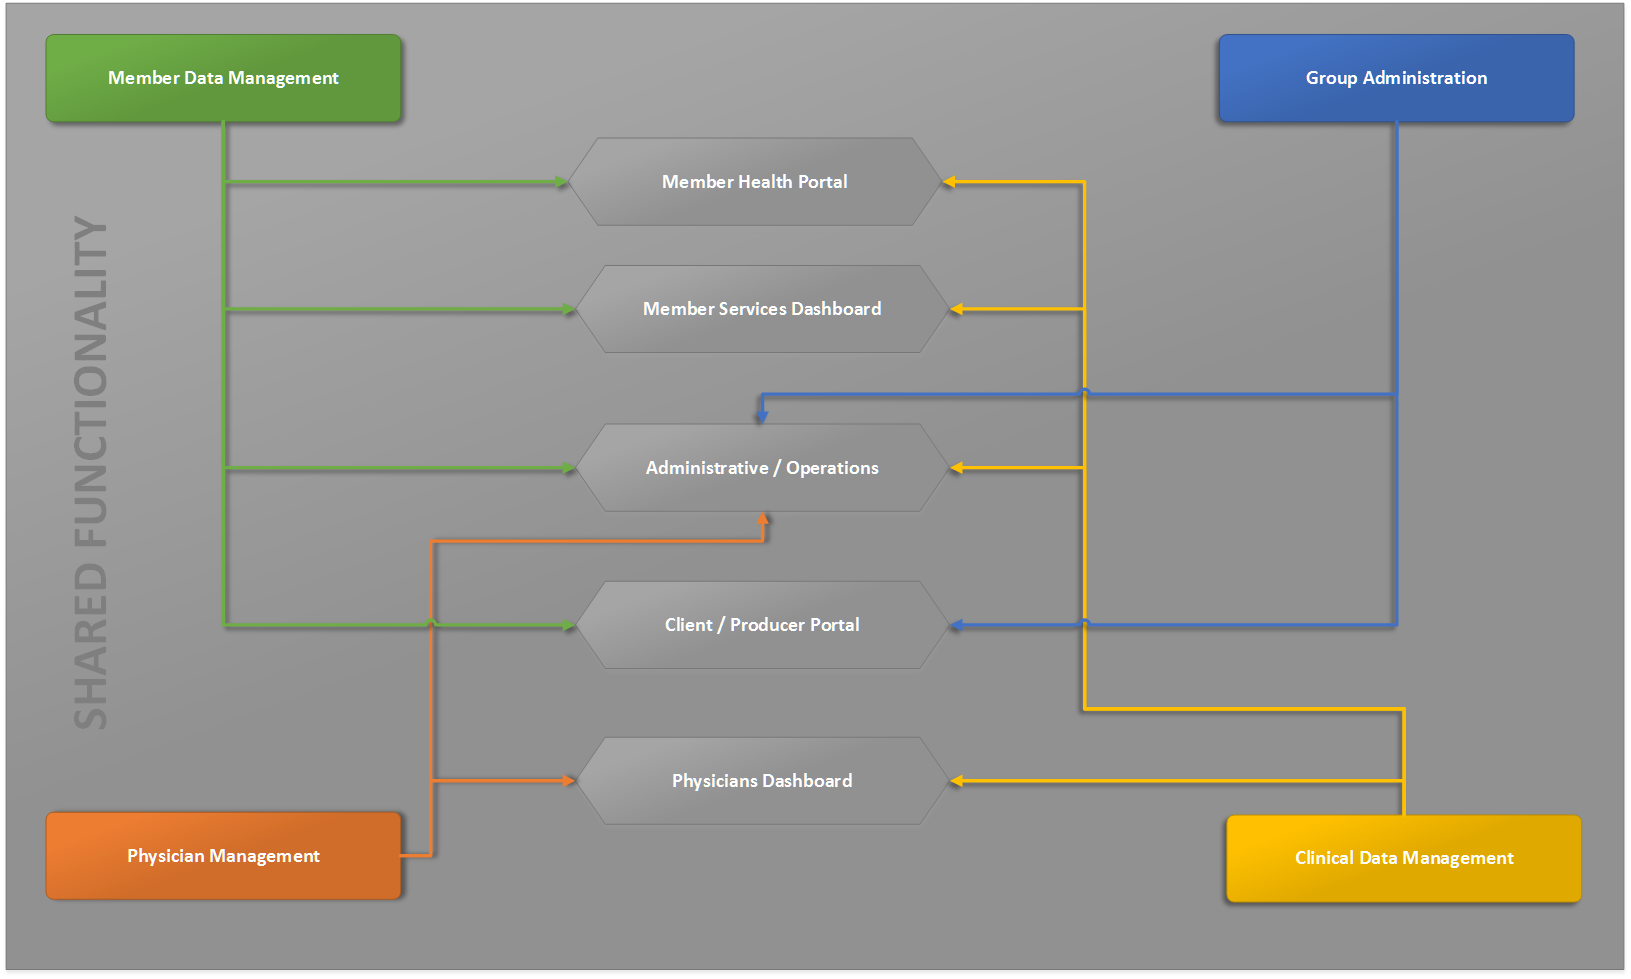 Member Data Management
Group Administration
Member Health Portal
Member Services Dashboard
SHARED FUNCTIONALITY
Administrative / Operations
Client / Producer Portal
Physicians Dashboard
Physician Management
Clinical Data Management